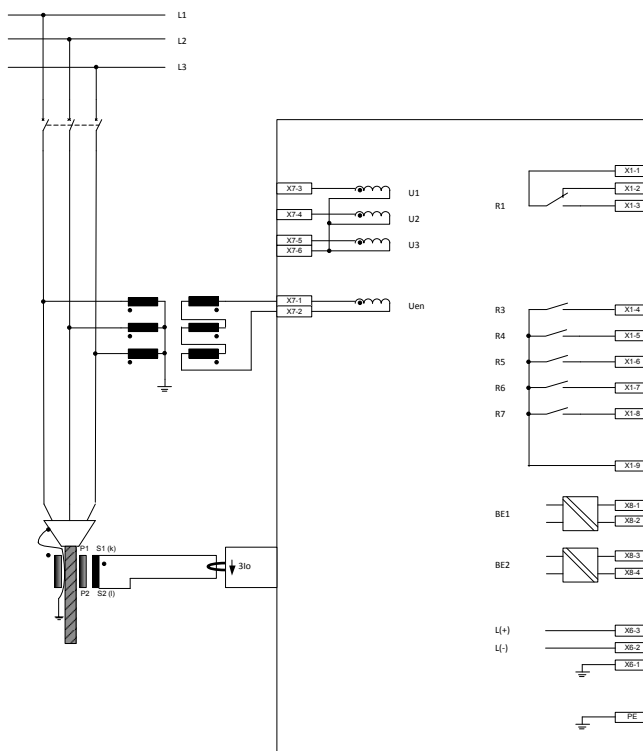 L1
L2
L3
X7-3
U1
X7-4
U2
X7-5
U3
X7-6
X7-1
Uen
X7-2
P1
S1 (k)
P2
S2 (l)
3Io
X1-1
X1-2
R1
X1-3
R3
X1-4
R4
X1-5
R5
X1-6
R6
X1-7
R7
X1-8
X1-9
BE1
X8-1
X8-2
BE2
X8-3
X8-4
L(+)
X6-3
L(-)
X6-2
X6-1
PE